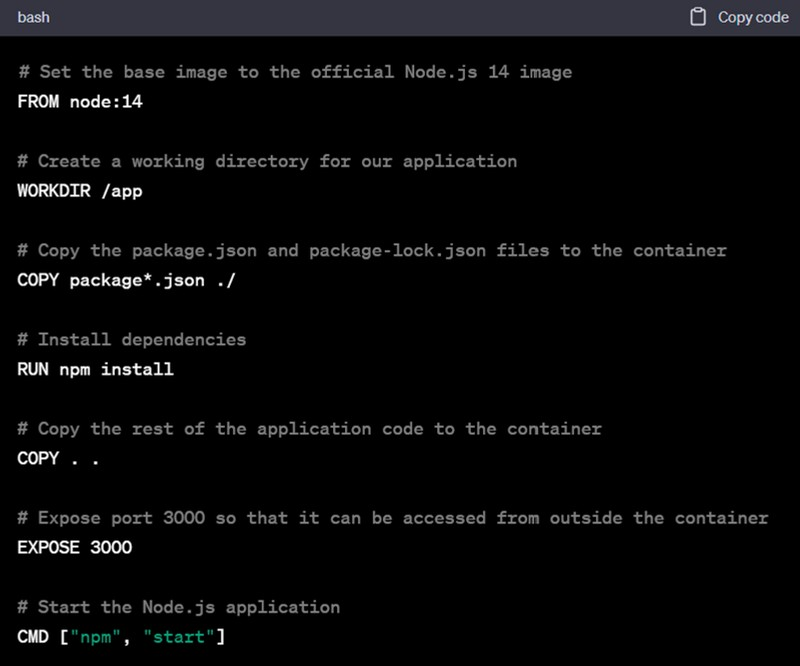 bash
Copy code
# Set the base image to the official Node.js 14 image
FROM node:14
# Create a working directory for our application
WORKDIR /app
# Copy the package.json and package-lock.json files to the container
COPY package*.json ./
# Install dependencies
RUN npm install
# Copy the rest of the application code to the container
COPY . .
# Expose port 3000 so that it can be accessed from outside the container
EXPOSE 3000
# Start the Node.js application
CMD ["npm", "start"]